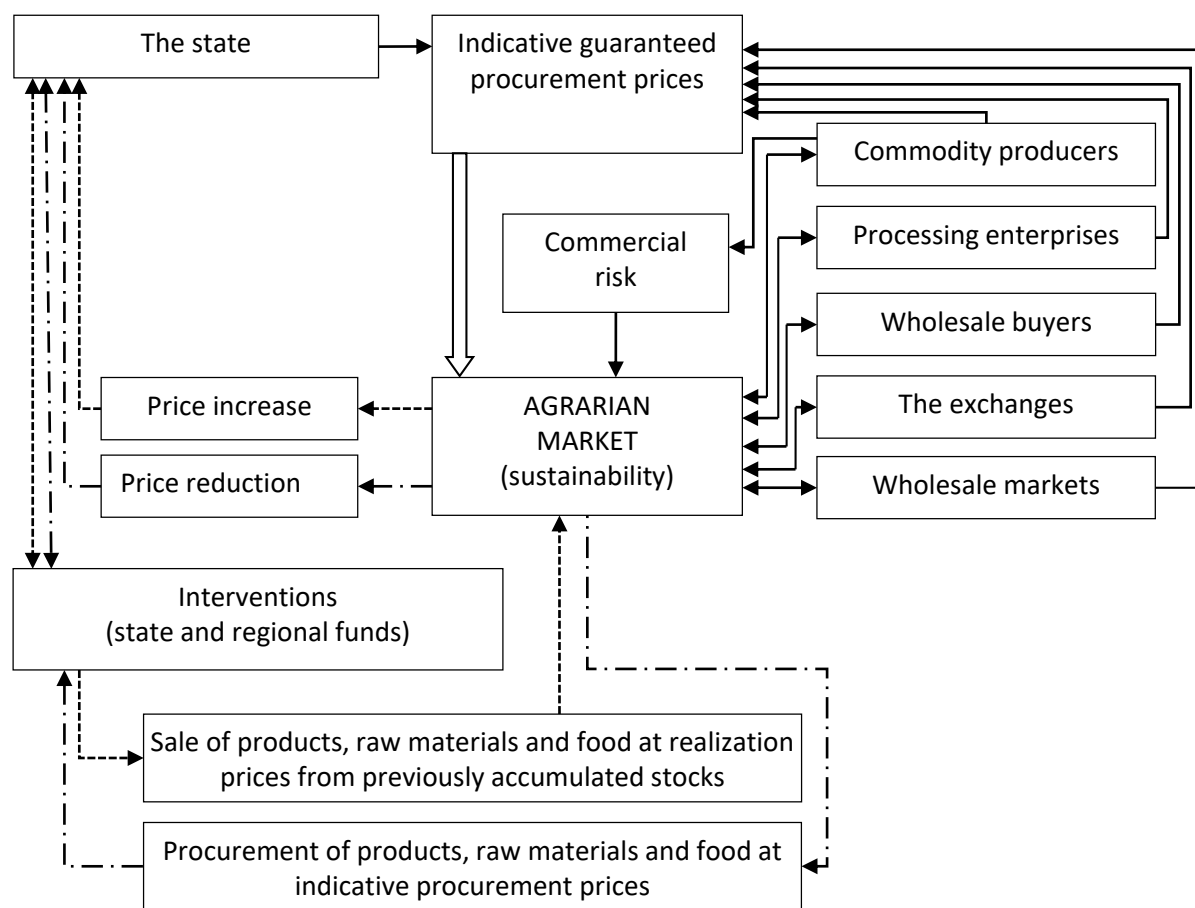 The state
Indicative guaranteed
procurement prices
Commodity producers
Commercial
risk
Processing enterprises
Wholesale buyers
Price increase
AGRARIAN
MARKET
(sustainability)
The exchanges
Price reduction
Wholesale markets
Interventions
(state and regional funds)
Sale of products, raw materials and food at realization
prices from previously accumulated stocks
Procurement of products, raw materials and food at
indicative procurement prices